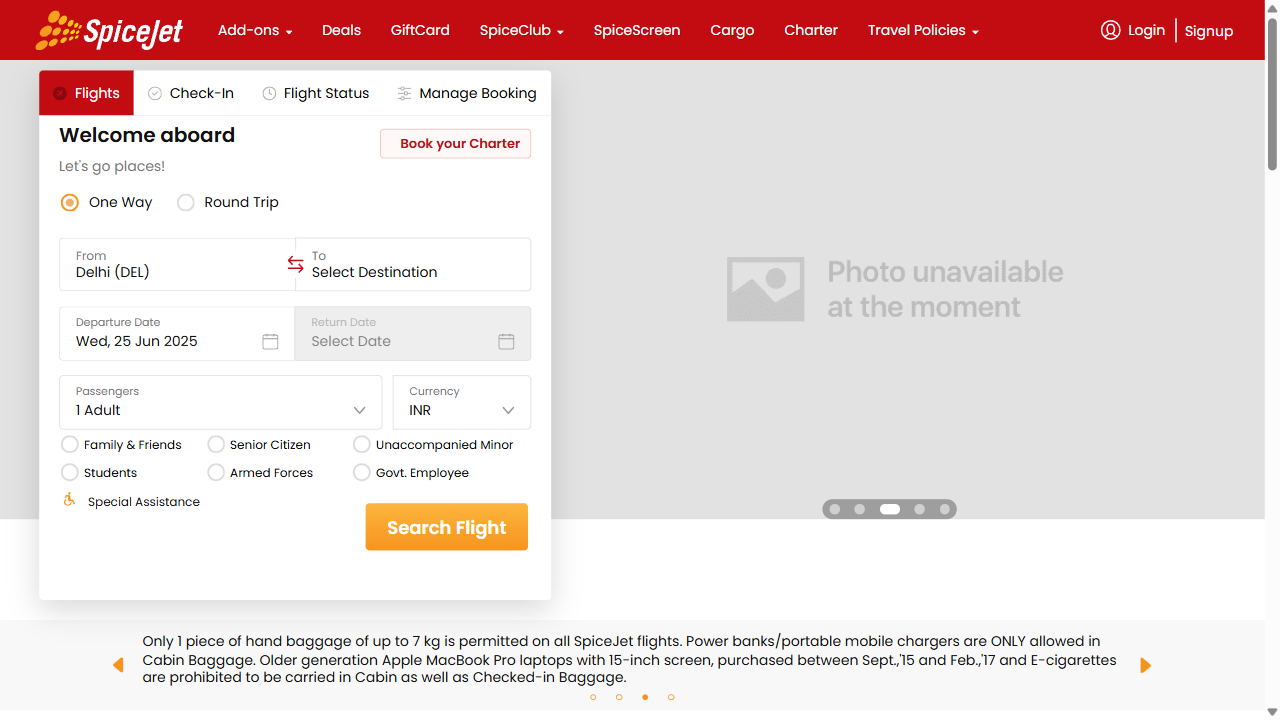 SpiceJet
Add-ons
Deals
GiftCard
SpiceClub
SpiceScreen
Cargo
Charter
Travel Policies
Login
Signup
Flights
Check-In
Flight Status
Manage Booking
Welcome aboard
Book your Charter
Let's go places!
One Way
Round Trip
From
Delhi (DEL)
To
Select Destination
Departure Date
Wed, 25 Jun 2025
Return Date
Select Date
Passengers
1 Adult
Currency
INR
Family & Friends
Senior Citizen
Unaccompanied Minor
Students
Armed Forces
Govt. Employee
Special Assistance
Search Flight
Photo unavailable
at the moment
Only 1 piece of hand baggage of up to 7 kg is permitted on all SpiceJet flights. Power banks/portable mobile chargers are ONLY allowed in
Cabin Baggage. Older generation Apple MacBook Pro laptops with 15-inch screen, purchased between Sept.,'15 and Feb.,'17 and E-cigarettes
are prohibited to be carried in Cabin as well as Checked-in Baggage.